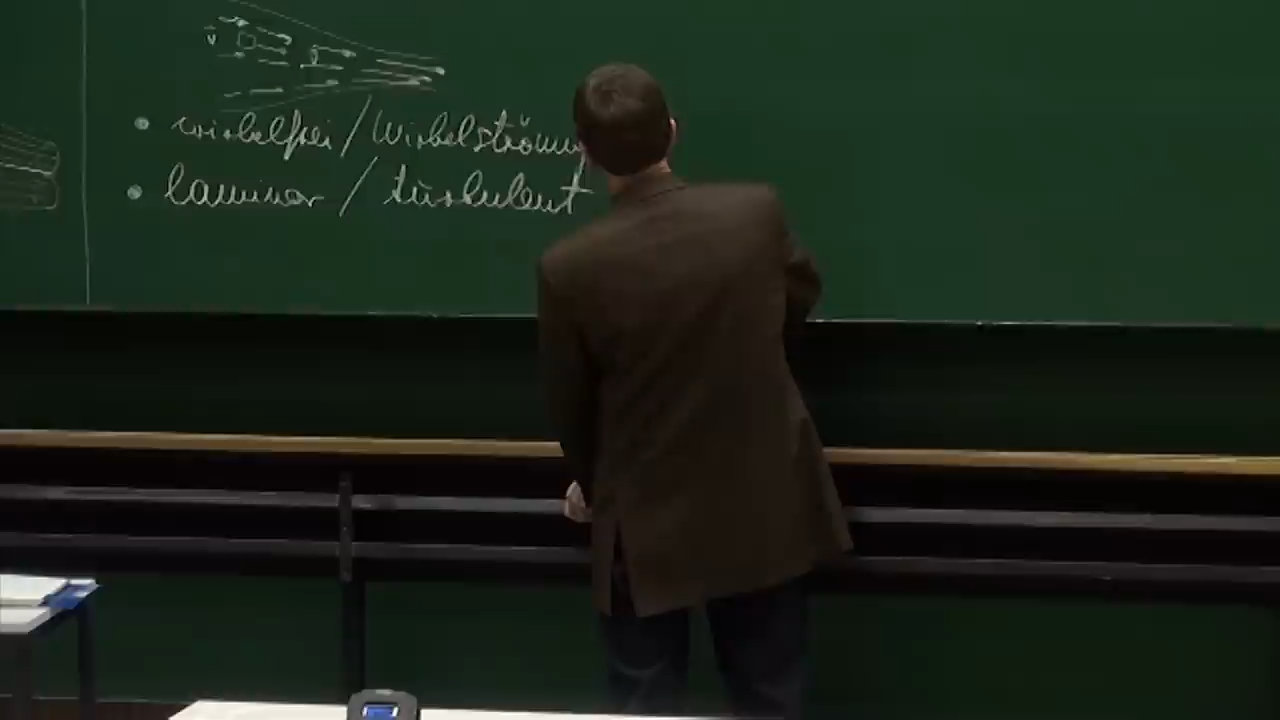 v
• wirbelfrei / Wirbelströmung
• laminar / turbulent